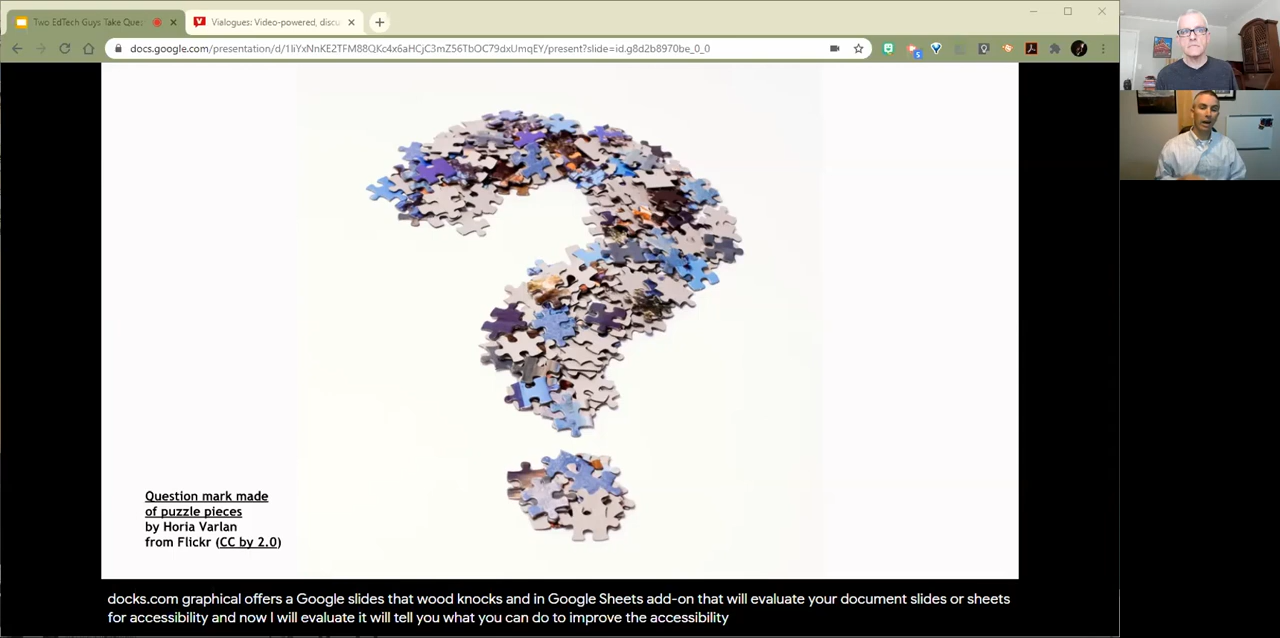 Two EdTech Guys Take Que:
Vialogues: Video-powered, discu
docs.google.com/presentation/d/1liYxNnKE2TFM88QKc4x6aHCjC3mZ56TbOC79dxUmqEY/present?slide=id.g8d2b8970be_0_0
Question mark made
of puzzle pieces
by Horia Varlan
from Flickr (CC by 2.0)
docks.com graphical offers a Google slides that wood knocks and in Google Sheets add-on that will evaluate your document slides or sheets
for accessibility and now I will evaluate it will tell you what you can do to improve the accessibility